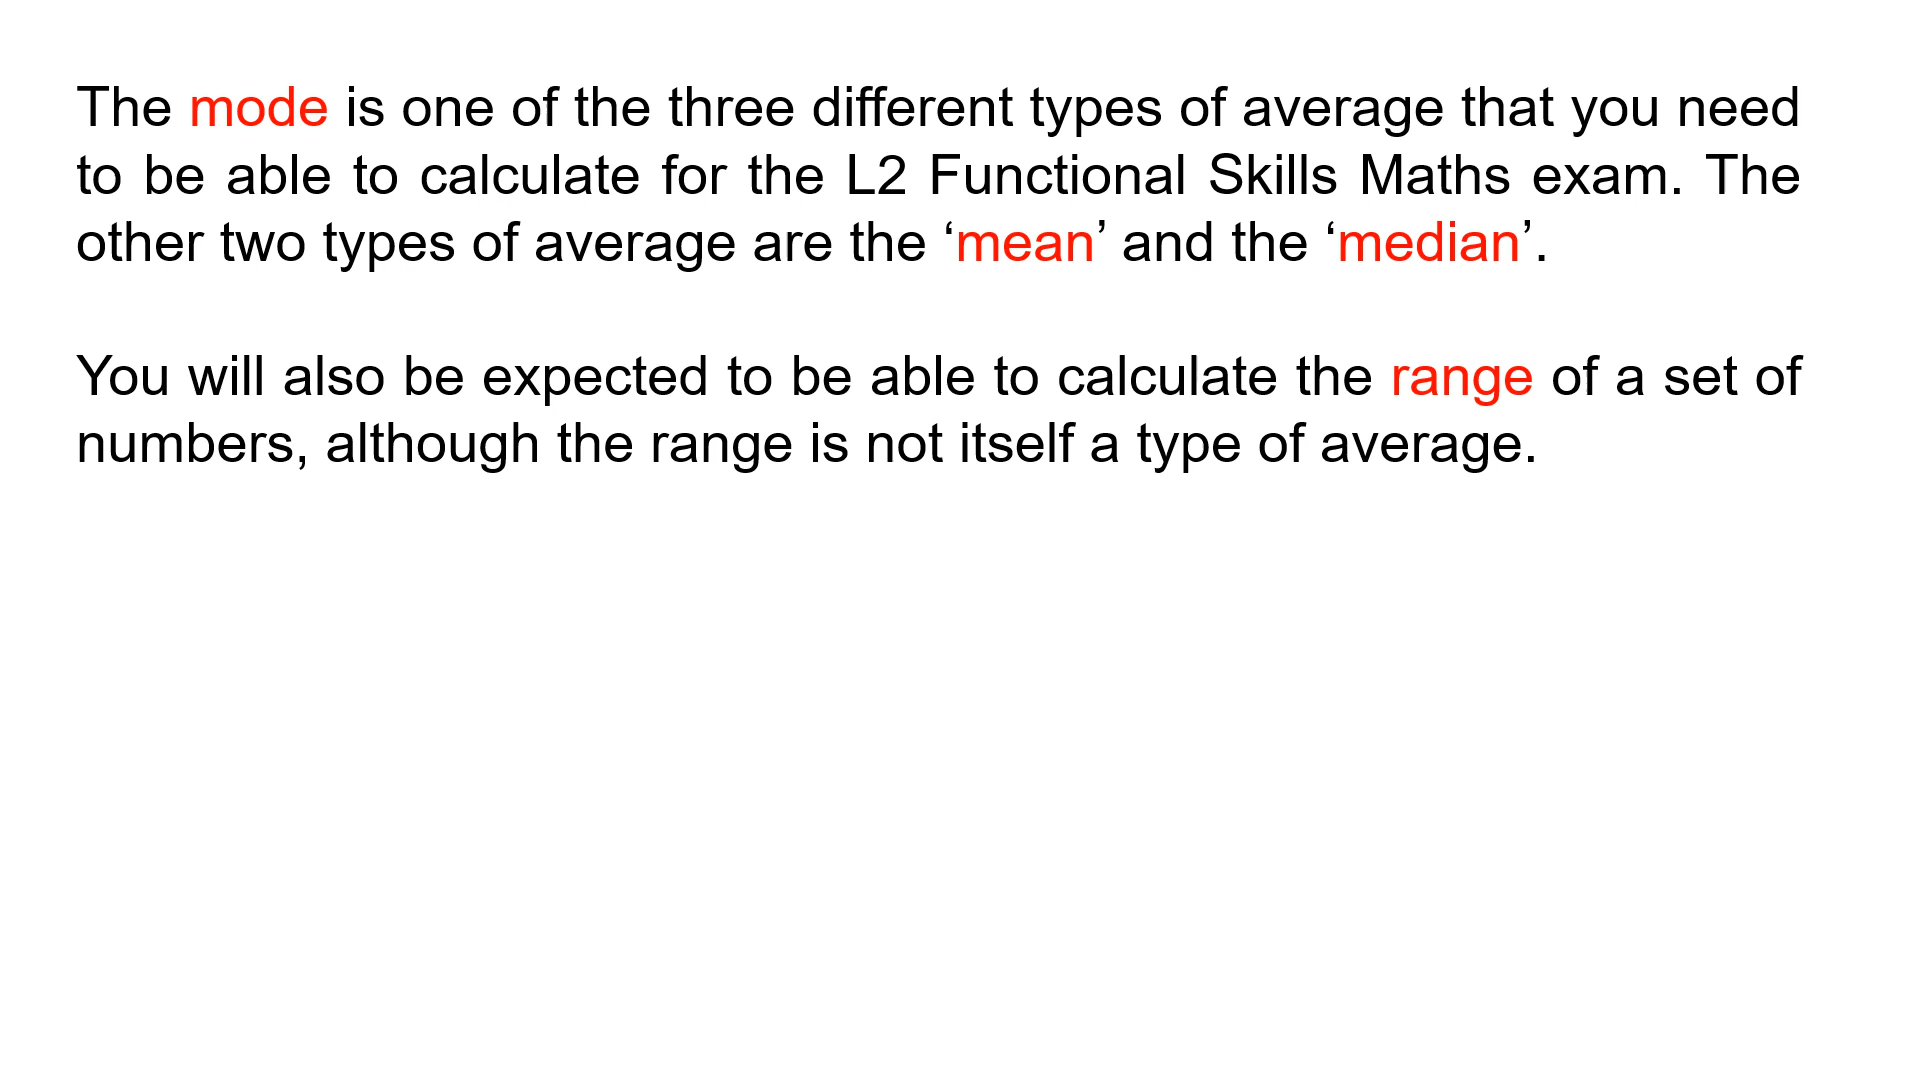 The mode is one of the three different types of average that you need
to be able to calculate for the L2 Functional Skills Maths exam. The
other two types of average are the ‘mean’ and the ‘median’.
You will also be expected to be able to calculate the range of a set of
numbers, although the range is not itself a type of average.